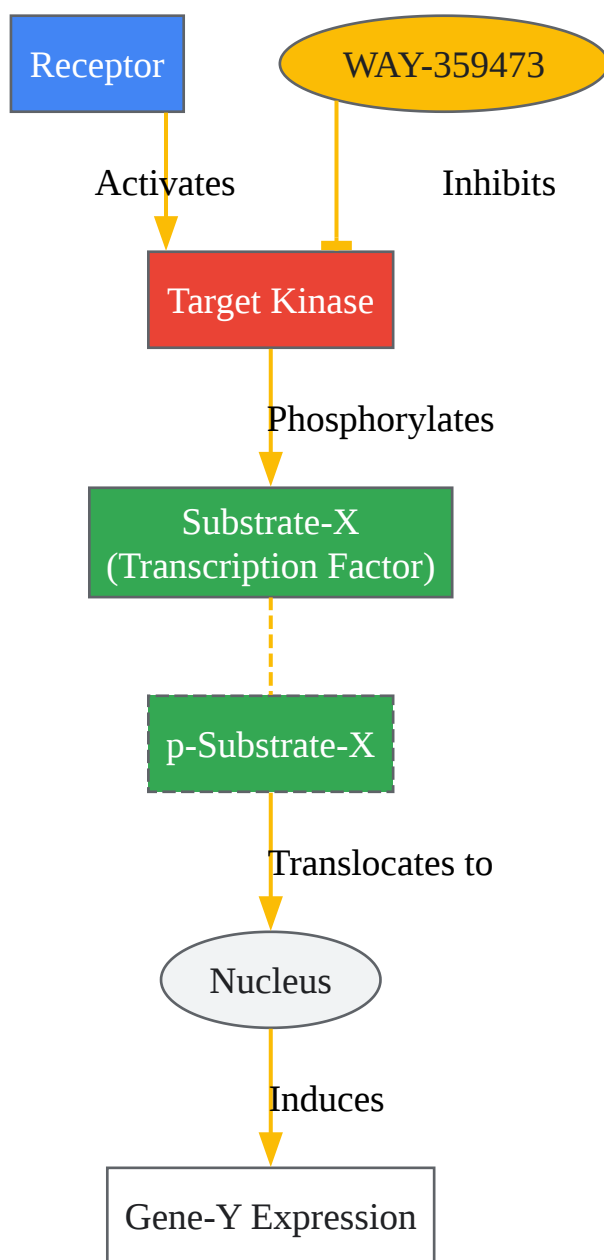 Receptor
WAY-359473
Activates
Inhibits
Target Kinase
Phosphorylates
Substrate-X
(Transcription Factor)
p-Substrate-X
Translocates to
Nucleus
Induces
Gene-Y Expression